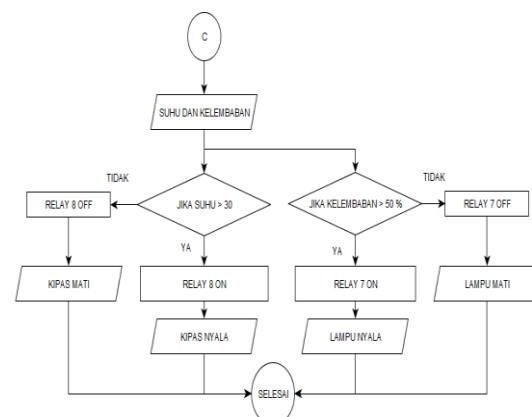 C
SUHU DAN KELEMBABAN
TIDAK
TIDAK
RELAY 8 OFF
JIKA SUHU > 30
JIKA KELEMBABAN > 50 %
RELAY 7 OFF
YA
YA
KIPAS MATI
RELAY 8 ON
RELAY 7 ON
LAMPU MATI
KIPAS NYALA
LAMPU NYALA
SELESAI